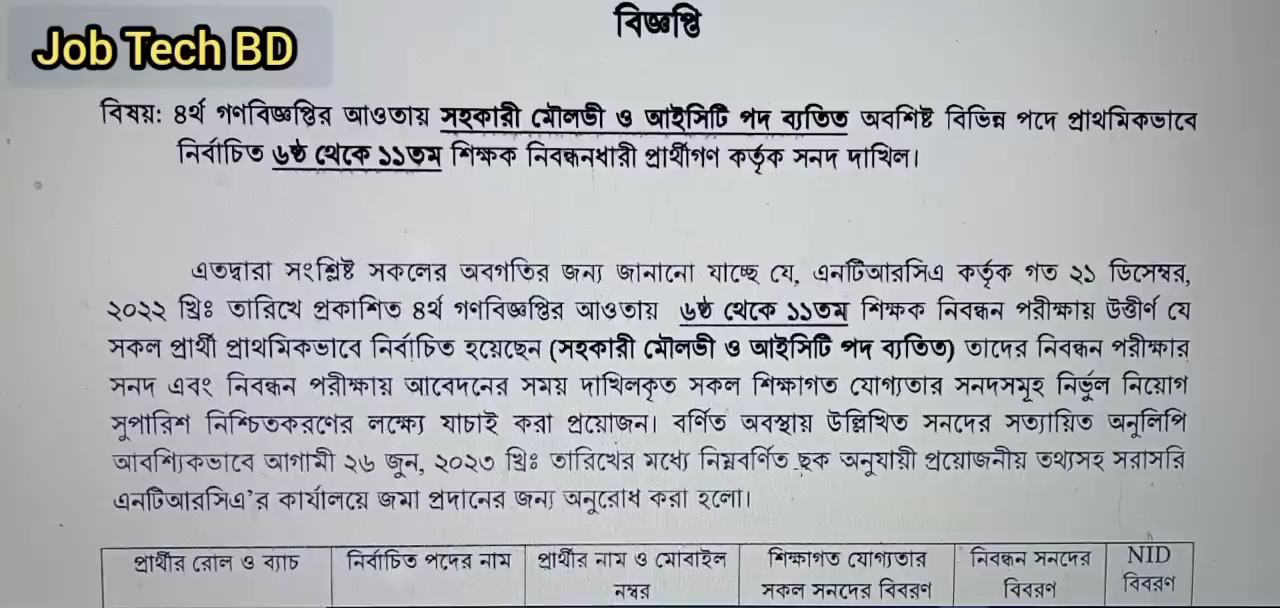 Job Tech BD
বিজ্ঞপ্তি
বিষয়: ৪র্থ গণবিজ্ঞপ্তির আওতায় সহকারী মৌলভী ও আইসিটি পদ ব্যতিত অবশিষ্ট বিভিন্ন পদে প্রাথমিকভাবে
নির্বাচিত ৬ষ্ঠ থেকে ১১তম শিক্ষক নিবন্ধনধারী প্রার্থীগণ কর্তৃক সনদ দাখিল।
এতদ্বারা সংশ্লিষ্ট সকলের অবগতির জন্য জানানো যাচ্ছে যে, এনটিআরসিএ কর্তৃক গত ২১ ডিসেম্বর,
২০২২ খ্রিঃ তারিখে প্রকাশিত ৪র্থ গণবিজ্ঞপ্তির আওতায় ৬ষ্ঠ থেকে ১১তম শিক্ষক নিবন্ধন পরীক্ষায় উত্তীর্ণ যে
সকল প্রার্থী প্রাথমিকভাবে নির্বাচিত হয়েছেন (সহকারী মৌলভী ও আইসিটি পদ ব্যতিত) তাদের নিবন্ধন পরীক্ষার
সনদ এবং নিবন্ধন পরীক্ষায় আবেদনের সময় দাখিলকৃত সকল শিক্ষাগত যোগ্যতার সনদসমূহ নির্ভুল নিয়োগ
সুপারিশ নিশ্চিতকরণের লক্ষ্যে যাচাই করা প্রয়োজন। বর্ণিত অবস্থায় উল্লিখিত সনদের সত্যায়িত অনুলিপি
আবশ্যিকভাবে আগামী ২৬ জুন, ২০২৩ খ্রিঃ তারিখের মধ্যে নিম্নবর্ণিত ছক অনুযায়ী প্রয়োজনীয় তথ্যসহ সরাসরি
এনটিআরসিএ'র কার্যালয়ে জমা প্রদানের জন্য অনুরোধ করা হলো।
প্রার্থীর রোল ও ব্যাচ নির্বাচিত পদের নাম প্রার্থীর নাম ও মোবাইল শিক্ষাগত যোগ্যতার নিবন্ধন সনদের NID
নম্বর সকল সনদের বিবরণ বিবরণ বিবরণ